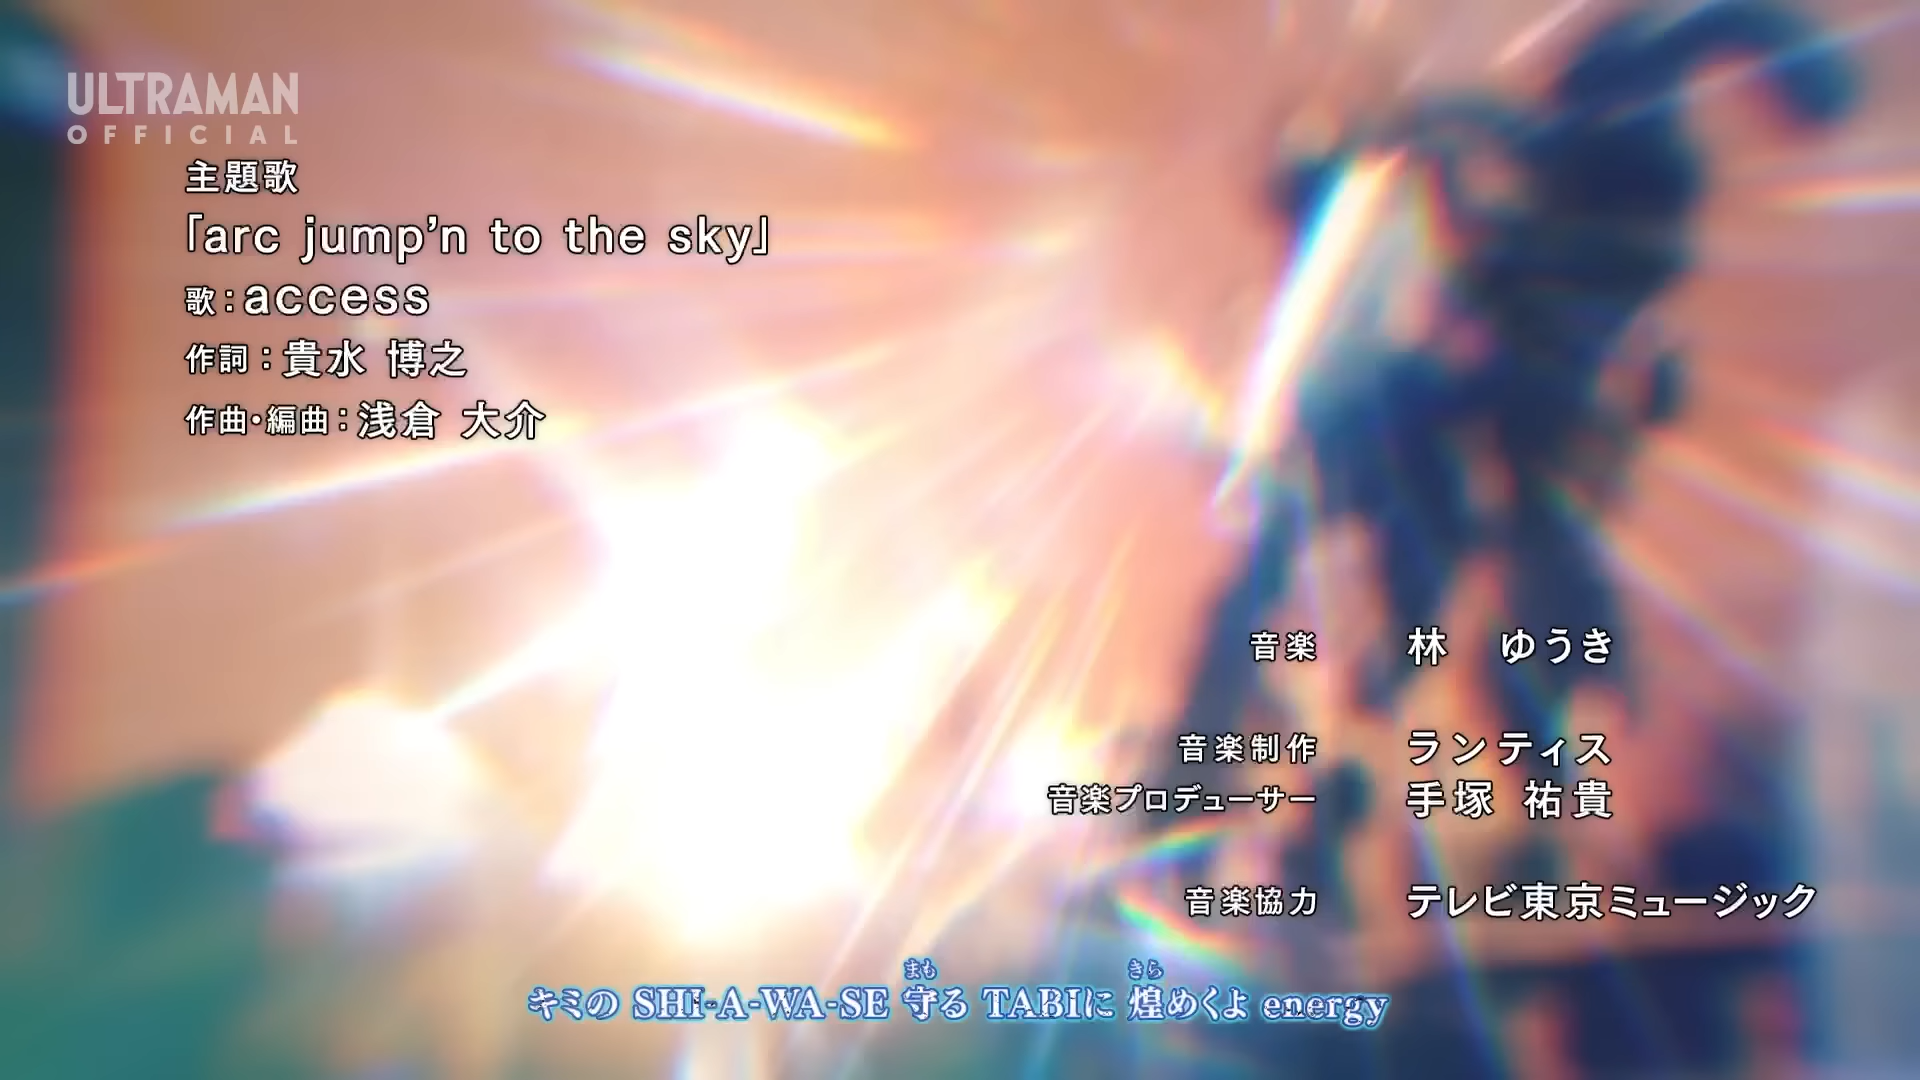 ULTRAMAN
OFFICIAL
主題歌
「arc jump'n to the sky」
歌：access
作詞：貴水 博之
作曲・編曲：浅倉 大介
音楽 林 ゆうき
音楽制作 ランティス
音楽プロデューサー 手塚 祐貴
音楽協力 テレビ東京ミュージック
まも きら
キミの SHI-A-WA-SE 守る TABIに 煌めくよ energy